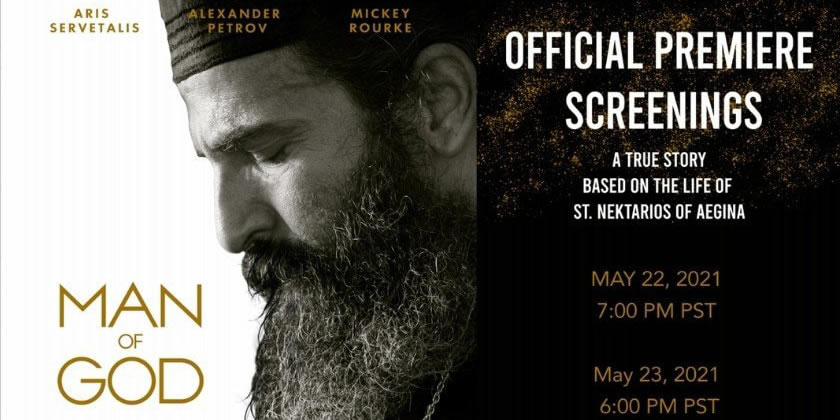 ARIS
SERVETALIS
ALEXANDER
PETROV
MICKEY
ROURKE
MAN
OF
GOD
OFFICIAL PREMIERE
SCREENINGS
A TRUE STORY
BASED ON THE LIFE OF
ST. NEKTARIOS OF AEGINA
MAY 22, 2021
7:00 PM PST
May 23, 2021
6:00 PM PST